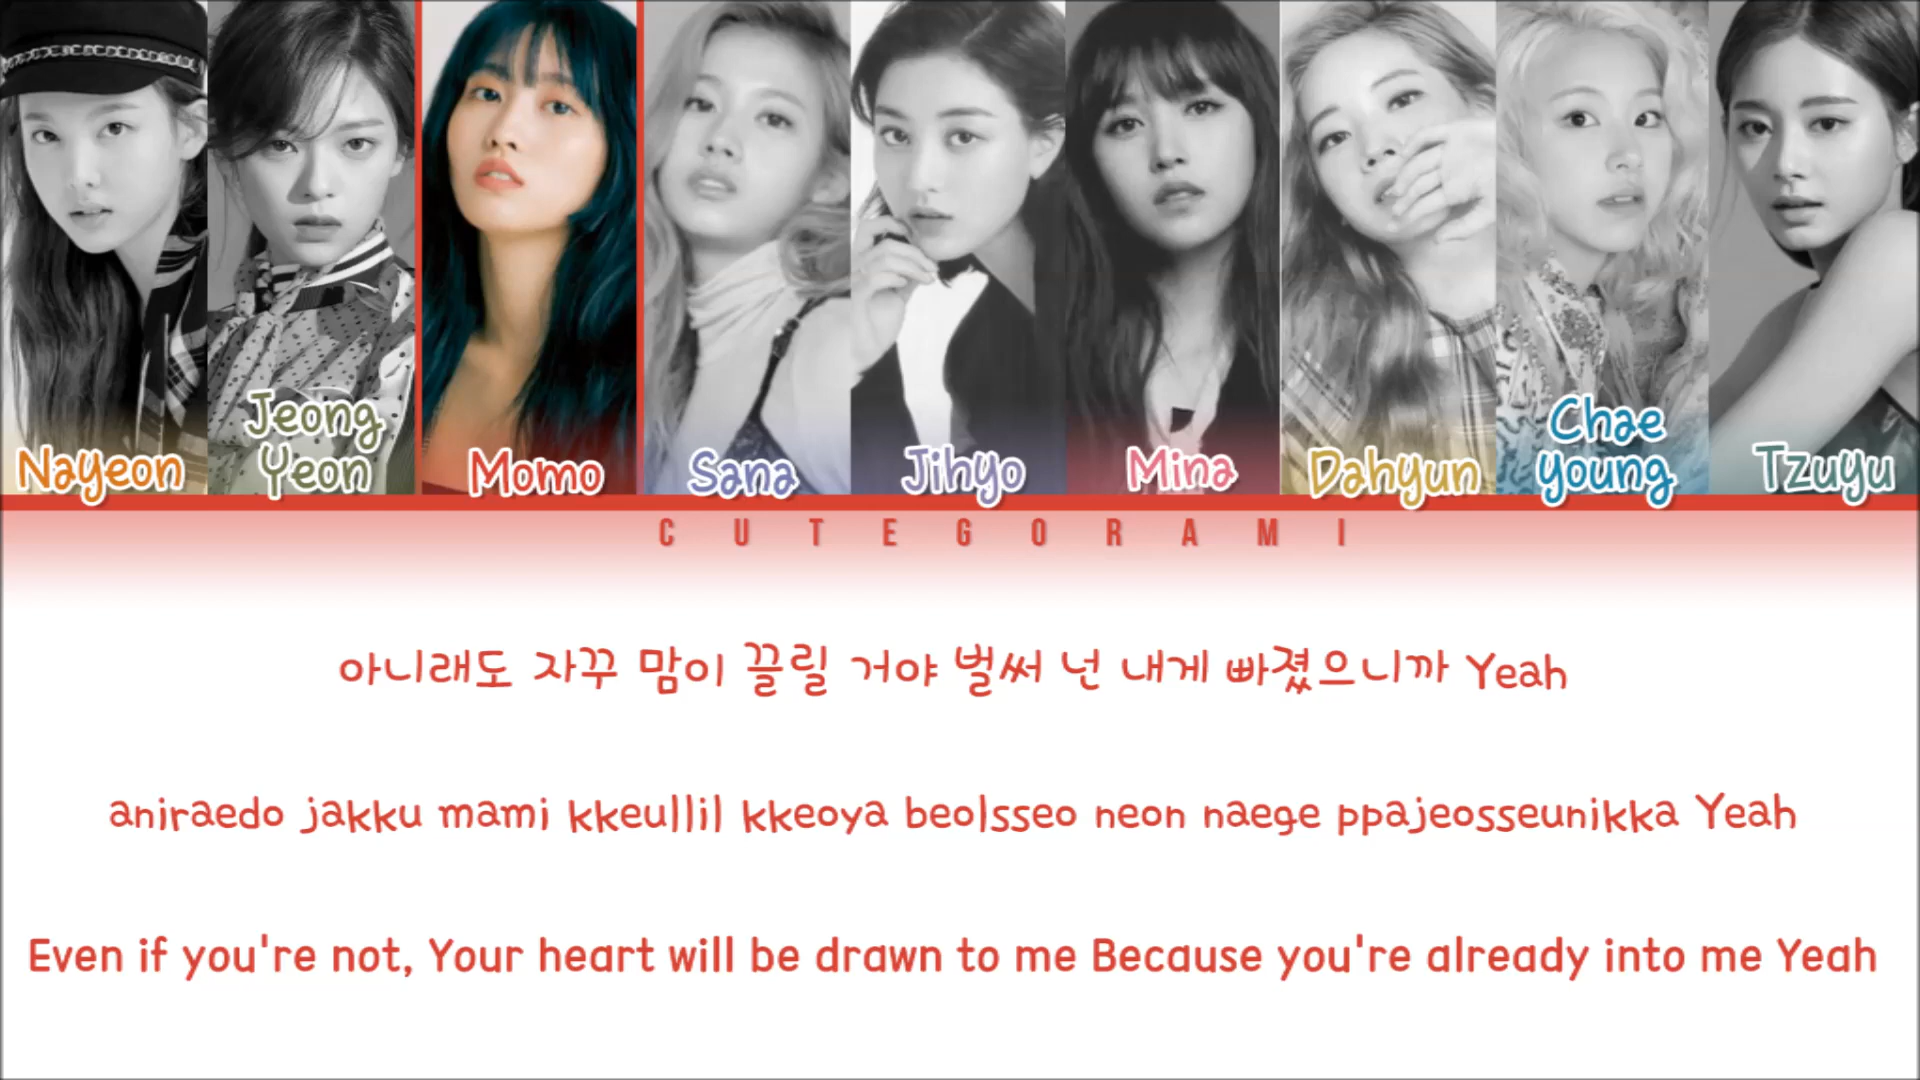 Nayeon
Jeong
Yeon
Momo
Sana
Jihyo
Mina
Dahyun
Chae
young
Tzuyu
CUTEGORAMI
아니래도 자꾸 맘이 끌릴 거야 벌써 넌 내게 빠졌으니까 Yeah
aniraedo jakku mami kkeullil kkeoya beolsseo neon naege ppajeosseunikka Yeah
Even if you're not, Your heart will be drawn to me Because you're already into me Yeah